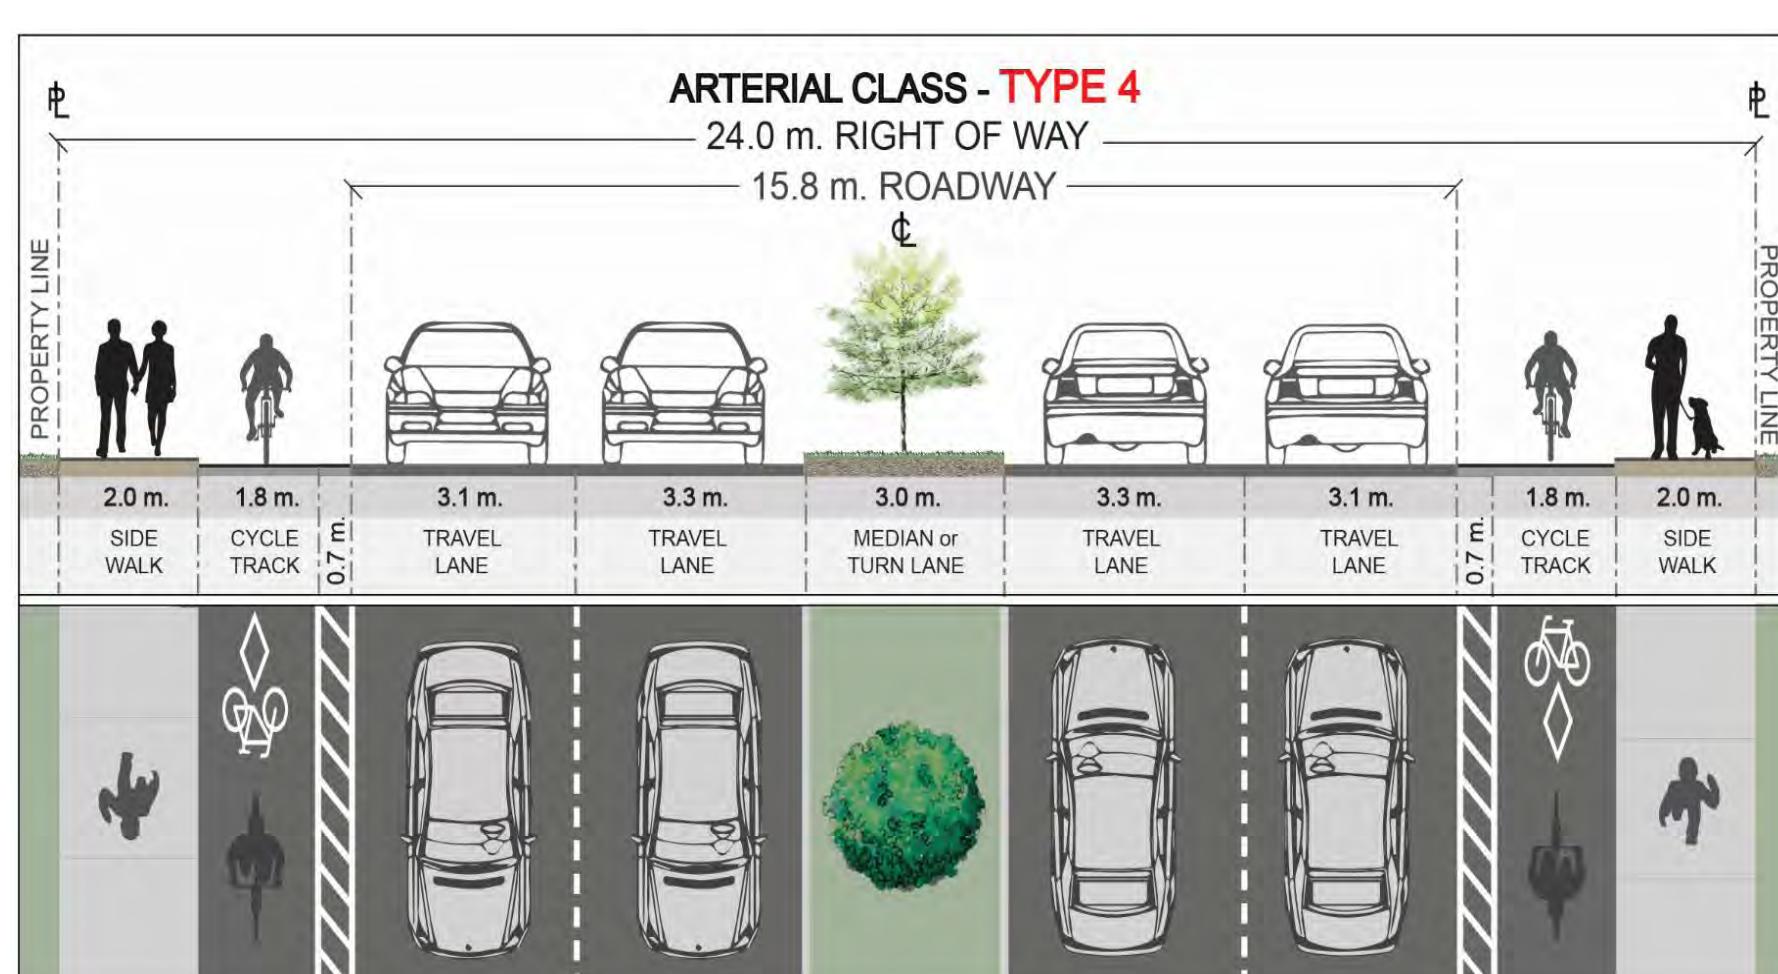 ARTERIAL CLASS - TYPE 4
24.0 m. RIGHT OF WAY
15.8 m. ROADWAY
PL
PL
CL
PROPERTY LINE
PROPERTY LINE
2.0 m.
SIDE
WALK
1.8 m.
CYCLE
TRACK
0.7 m.
3.1 m.
TRAVEL
LANE
3.3 m.
TRAVEL
LANE
3.0 m.
MEDIAN or
TURN LANE
3.3 m.
TRAVEL
LANE
3.1 m.
TRAVEL
LANE
0.7 m.
1.8 m.
CYCLE
TRACK
2.0 m.
SIDE
WALK